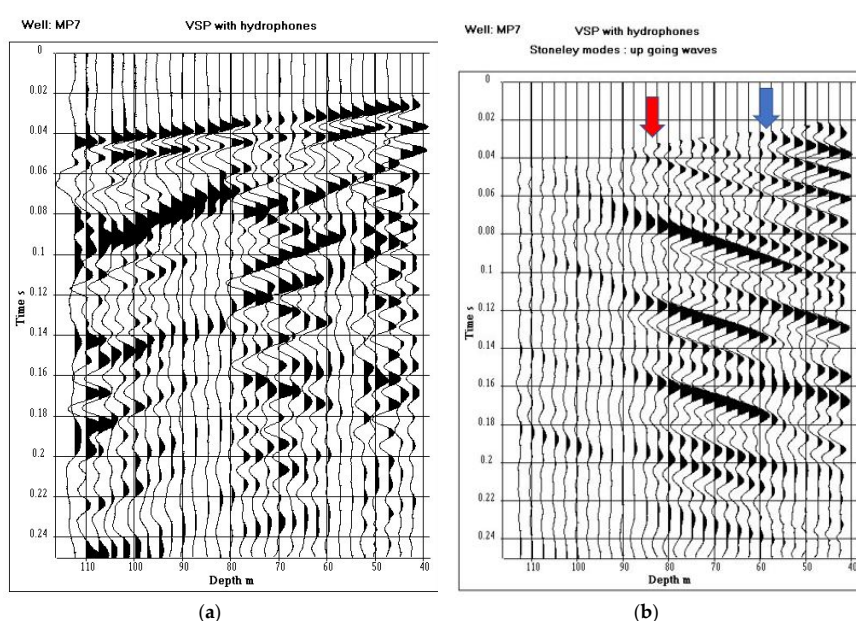 Well: MP7 VSP with hydrophones
0
0.02
0.04
0.06
0.08
0.1
0.12
0.14
0.16
0.18
0.2
0.22
0.24
Time s
110 100 90 80 70 60 50 40
Depth m
(a)
Well: MP7 VSP with hydrophones
Stoneley modes : up going waves
0
0.02
0.04
0.06
0.08
0.1
0.12
0.14
0.16
0.18
0.2
0.22
0.24
Time s
110 100 90 80 70 60 50 40
Depth m
(b)